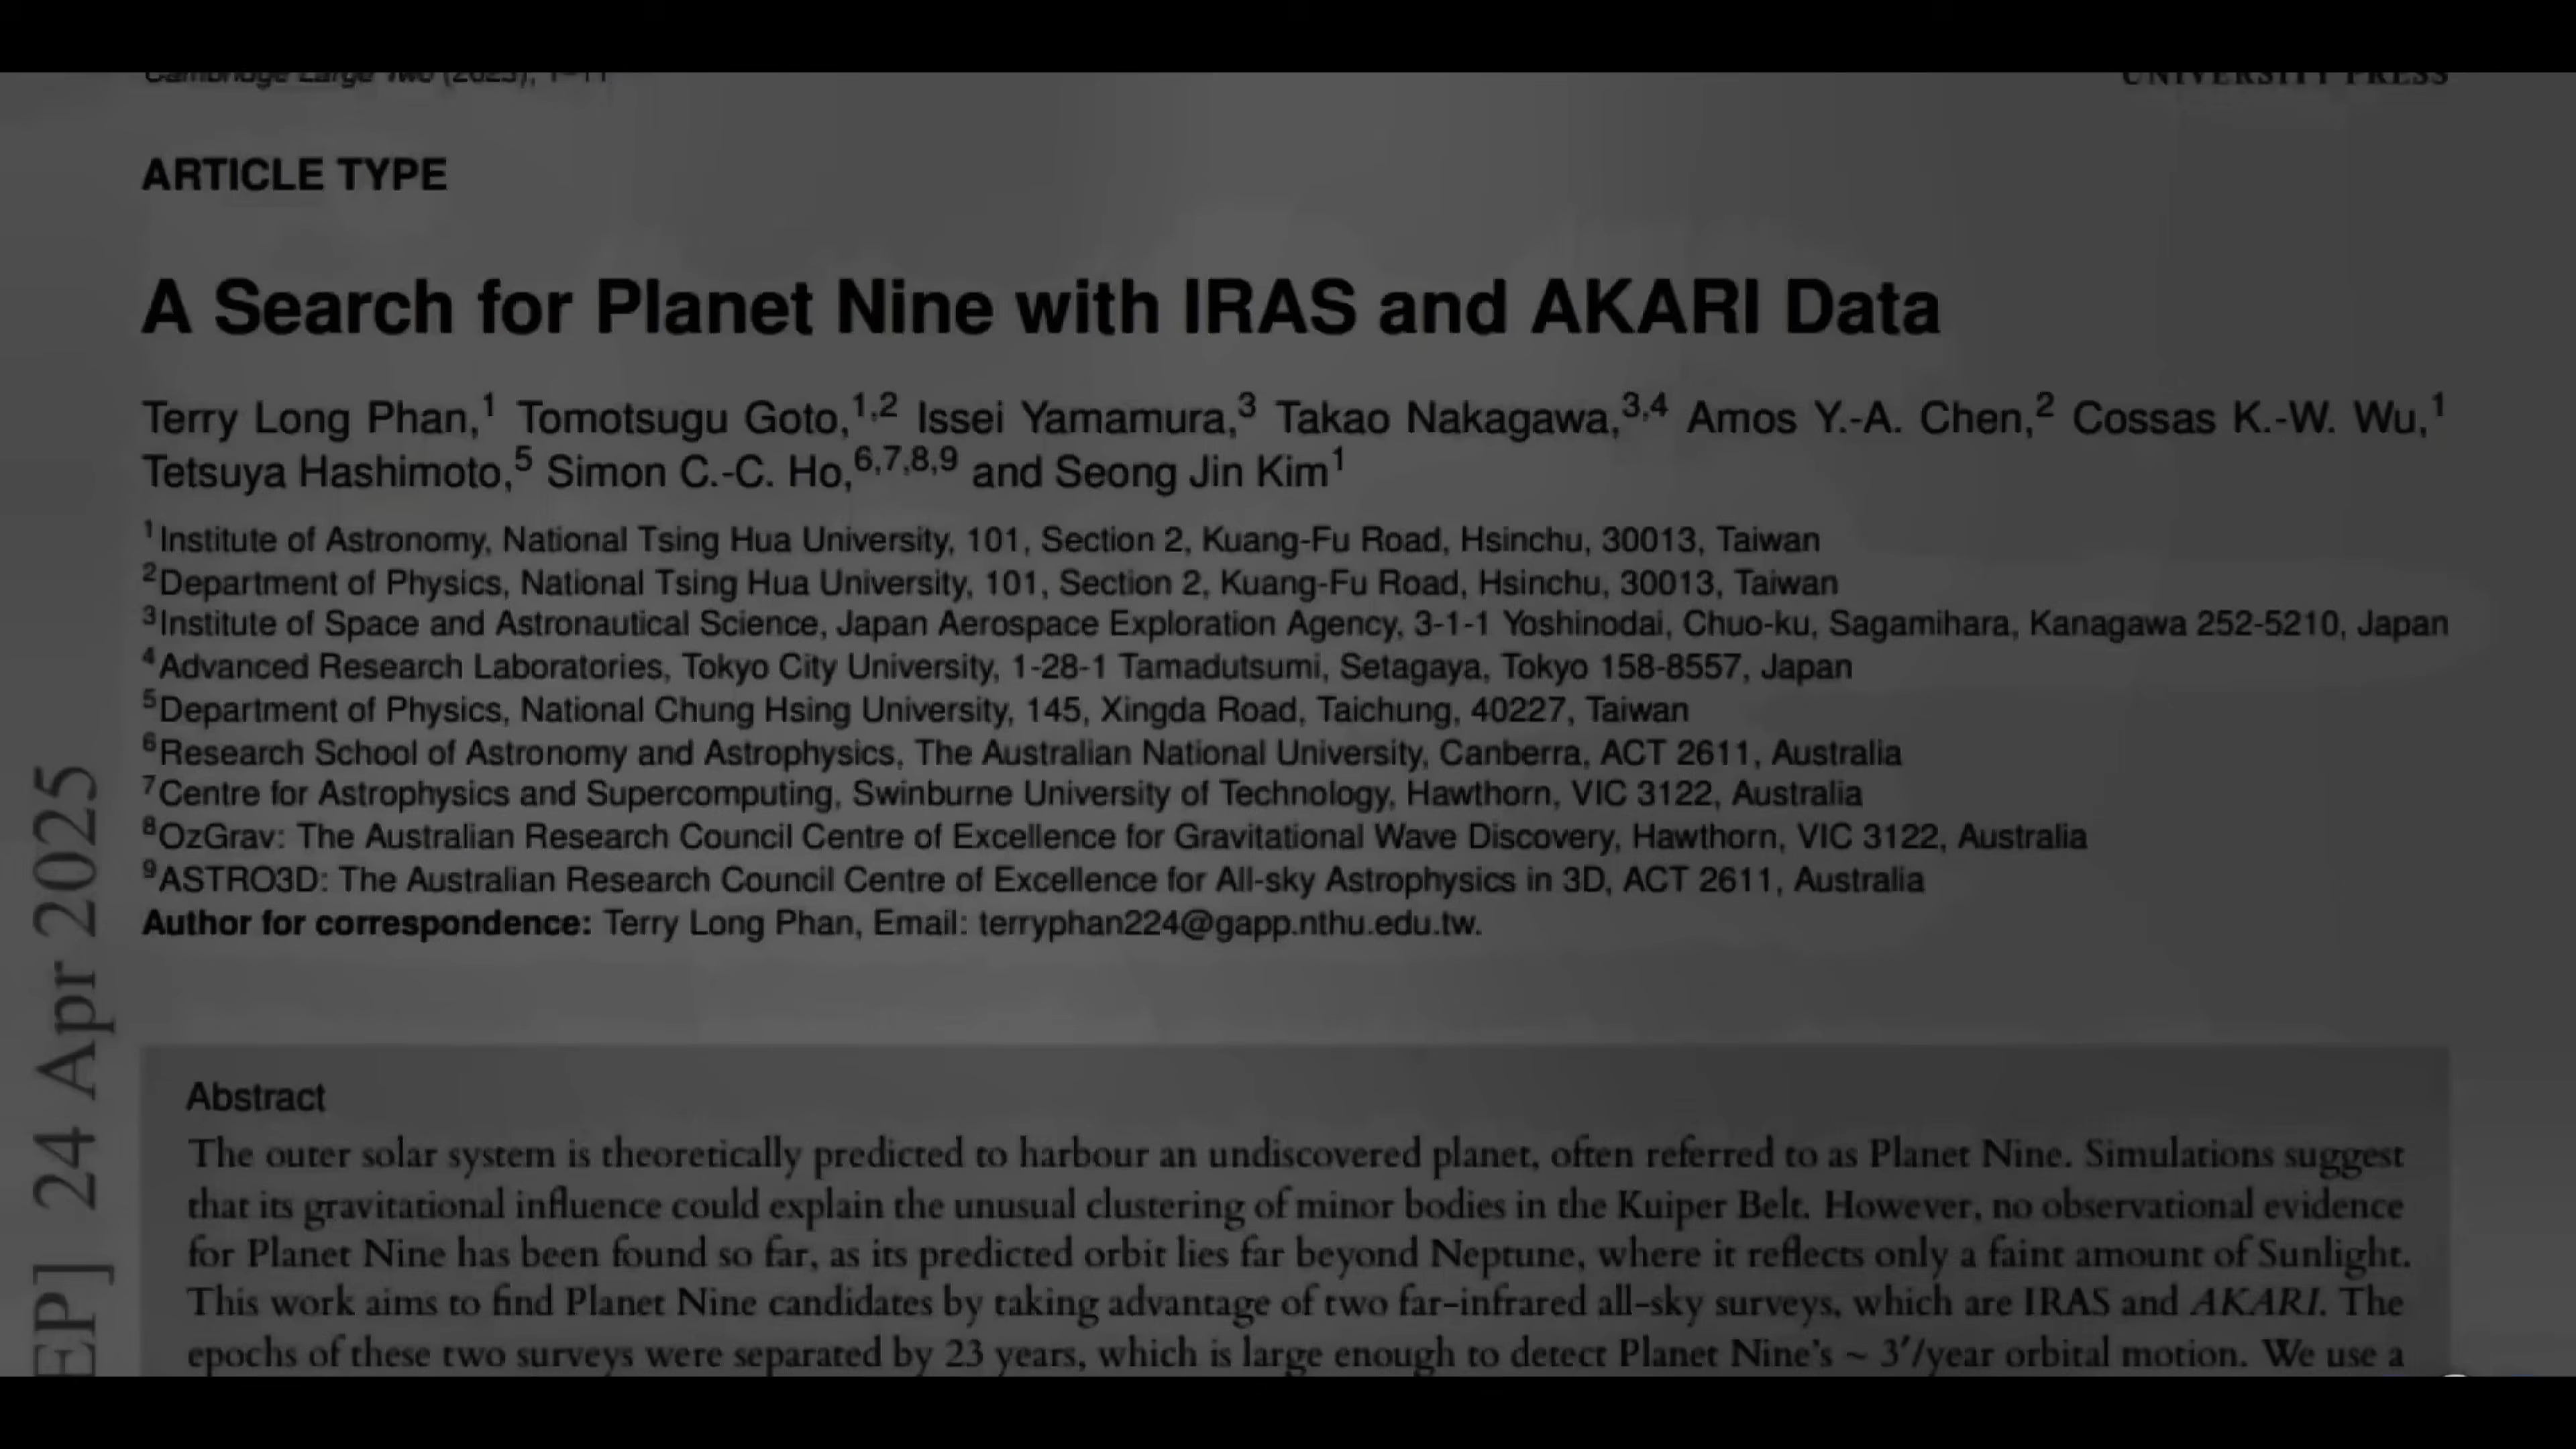 Cambridge Large Two (2025), 1–11
UNIVERSITY PRESS
ARTICLE TYPE
A Search for Planet Nine with IRAS and AKARI Data
Terry Long Phan,1 Tomotsugu Goto,1,2 Issei Yamamura,3 Takao Nakagawa,3,4 Amos Y.-A. Chen,2 Cossas K.-W. Wu,1
Tetsuya Hashimoto,5 Simon C.-C. Ho,6,7,8,9 and Seong Jin Kim1
1Institute of Astronomy, National Tsing Hua University, 101, Section 2, Kuang-Fu Road, Hsinchu, 30013, Taiwan
2Department of Physics, National Tsing Hua University, 101, Section 2, Kuang-Fu Road, Hsinchu, 30013, Taiwan
3Institute of Space and Astronautical Science, Japan Aerospace Exploration Agency, 3-1-1 Yoshinodai, Chuo-ku, Sagamihara, Kanagawa 252-5210, Japan
4Advanced Research Laboratories, Tokyo City University, 1-28-1 Tamadutsumi, Setagaya, Tokyo 158-8557, Japan
5Department of Physics, National Chung Hsing University, 145, Xingda Road, Taichung, 40227, Taiwan
6Research School of Astronomy and Astrophysics, The Australian National University, Canberra, ACT 2611, Australia
7Centre for Astrophysics and Supercomputing, Swinburne University of Technology, Hawthorn, VIC 3122, Australia
8OzGrav: The Australian Research Council Centre of Excellence for Gravitational Wave Discovery, Hawthorn, VIC 3122, Australia
9ASTRO3D: The Australian Research Council Centre of Excellence for All-sky Astrophysics in 3D, ACT 2611, Australia
Author for correspondence: Terry Long Phan, Email: terryphan224@gapp.nthu.edu.tw.
Abstract
The outer solar system is theoretically predicted to harbour an undiscovered planet, often referred to as Planet Nine. Simulations suggest
that its gravitational influence could explain the unusual clustering of minor bodies in the Kuiper Belt. However, no observational evidence
for Planet Nine has been found so far, as its predicted orbit lies far beyond Neptune, where it reflects only a faint amount of Sunlight.
This work aims to find Planet Nine candidates by taking advantage of two far-infrared all-sky surveys, which are IRAS and AKARI. The
epochs of these two surveys were separated by 23 years, which is large enough to detect Planet Nine's ~ 3′/year orbital motion. We use a
EP] 24 Apr 2025